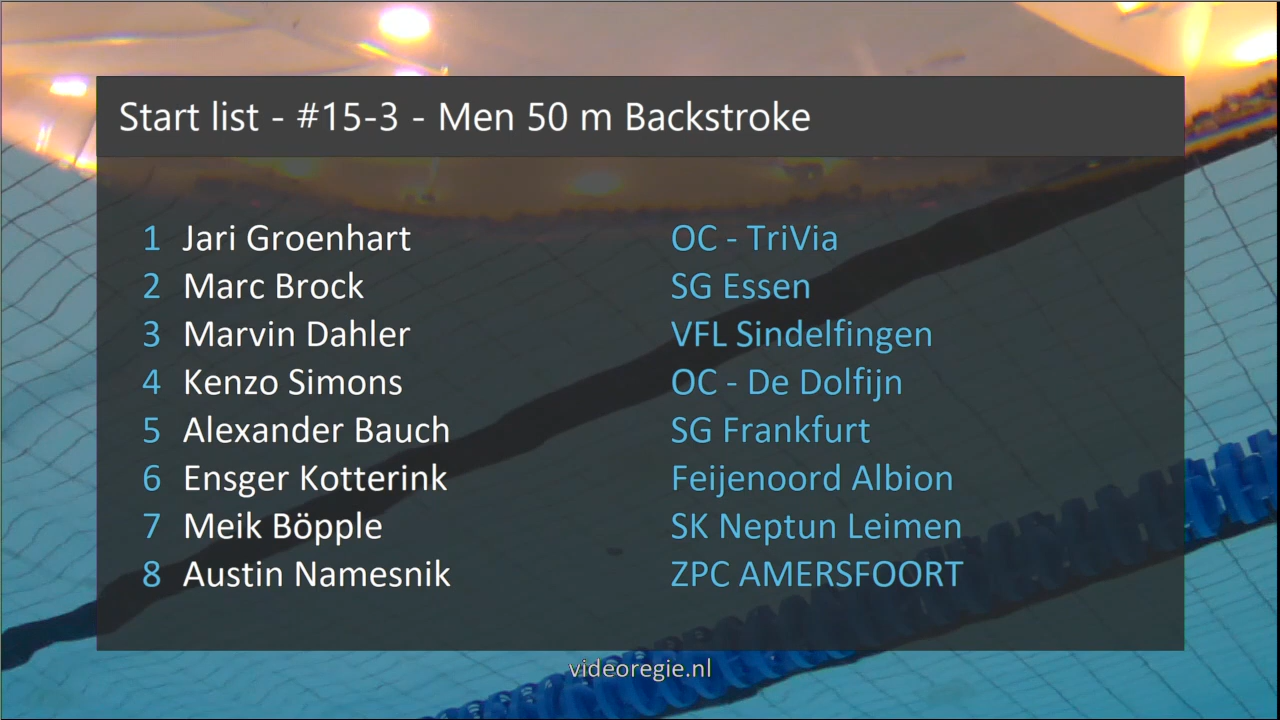 Start list - #15-3 - Men 50 m Backstroke
1 Jari Groenhart OC - TriVia
2 Marc Brock SG Essen
3 Marvin Dahler VFL Sindelfingen
4 Kenzo Simons OC - De Dolfijn
5 Alexander Bauch SG Frankfurt
6 Ensger Kotterink Feijenoord Albion
7 Meik Böpple SK Neptun Leimen
8 Austin Namesnik ZPC AMERSFOORT
videoregie.nl